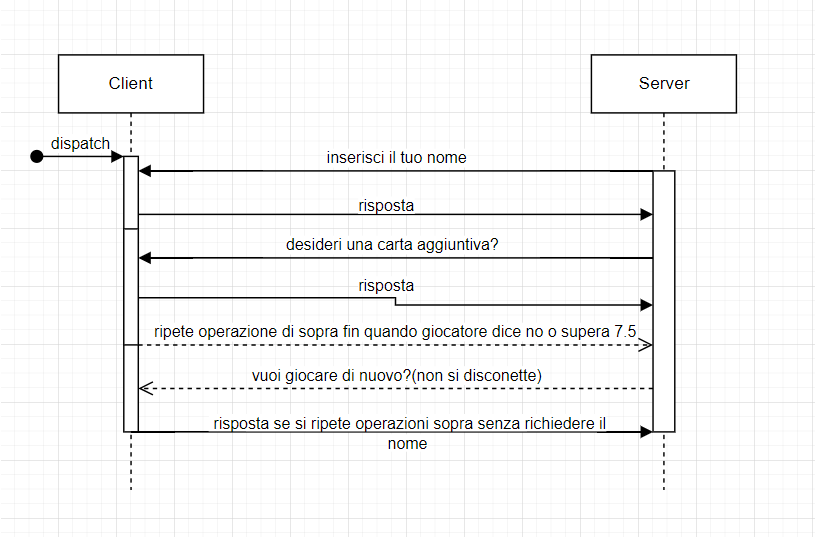 Client
Server
dispatch
inserisci il tuo nome
risposta
desideri una carta aggiuntiva?
risposta
ripete operazione di sopra fin quando giocatore dice no o supera 7.5
vuoi giocare di nuovo?(non si disconette)
risposta se si ripete operazioni sopra senza richiedere il
nome